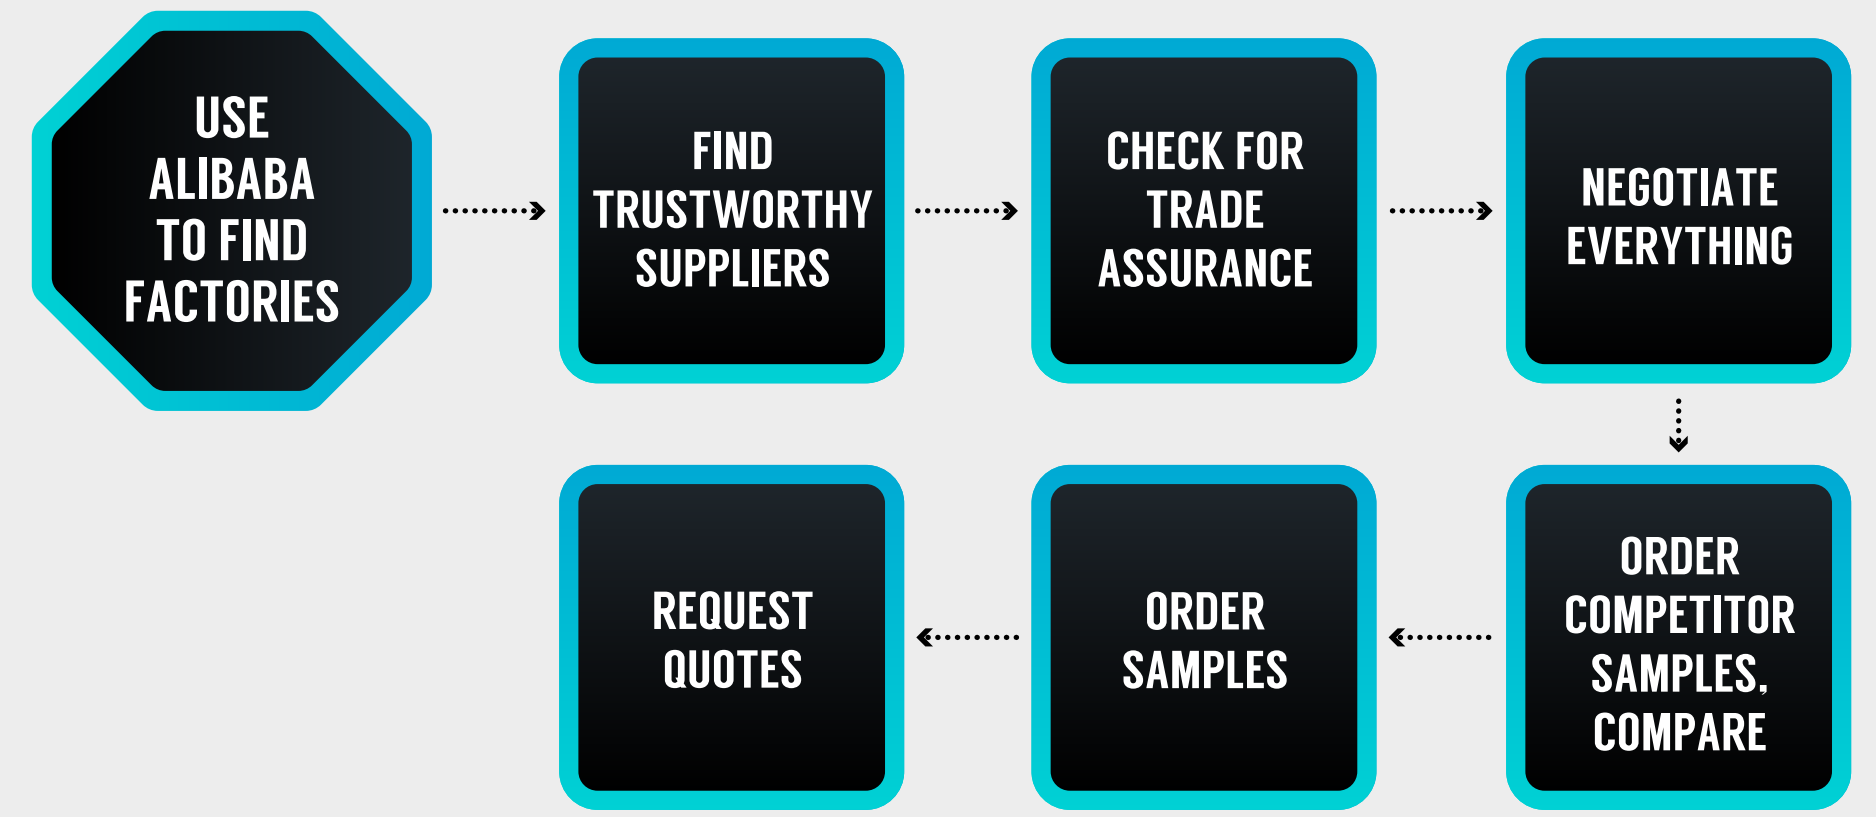 USE
ALIBABA
TO FIND
FACTORIES
FIND
TRUSTWORTHY
SUPPLIERS
CHECK FOR
TRADE
ASSURANCE
NEGOTIATE
EVERYTHING
ORDER
COMPETITOR
SAMPLES,
COMPARE
ORDER
SAMPLES
REQUEST
QUOTES